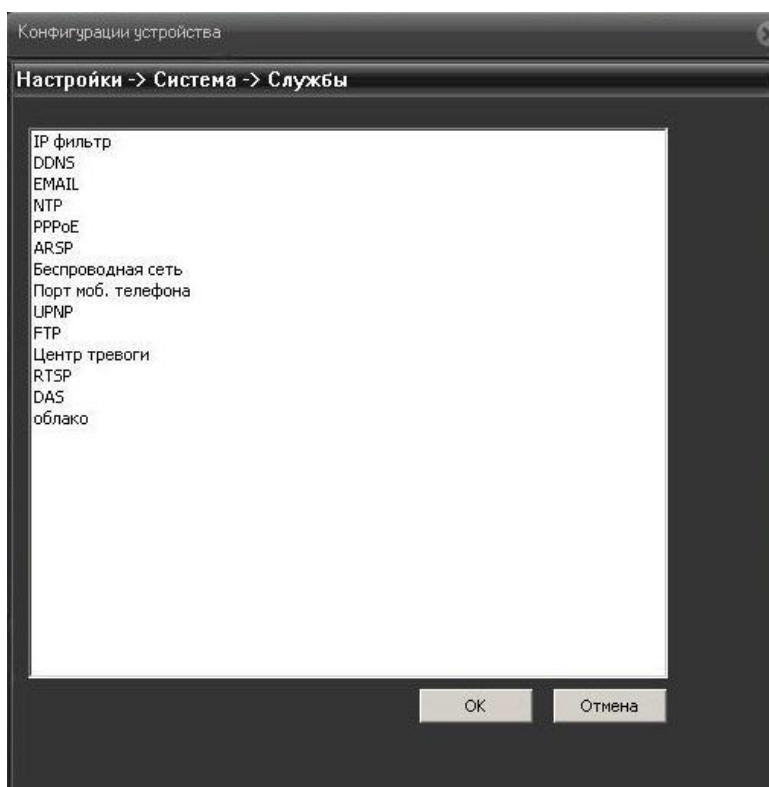 Конфигурации устройства
Настройки -> Система -> Службы
IP фильтр
DDNS
EMAIL
NTP
PPPoE
ARSP
Беспроводная сеть
Порт моб. телефона
UPNP
FTP
Центр тревоги
RTSP
DAS
облако
OK
Отмена